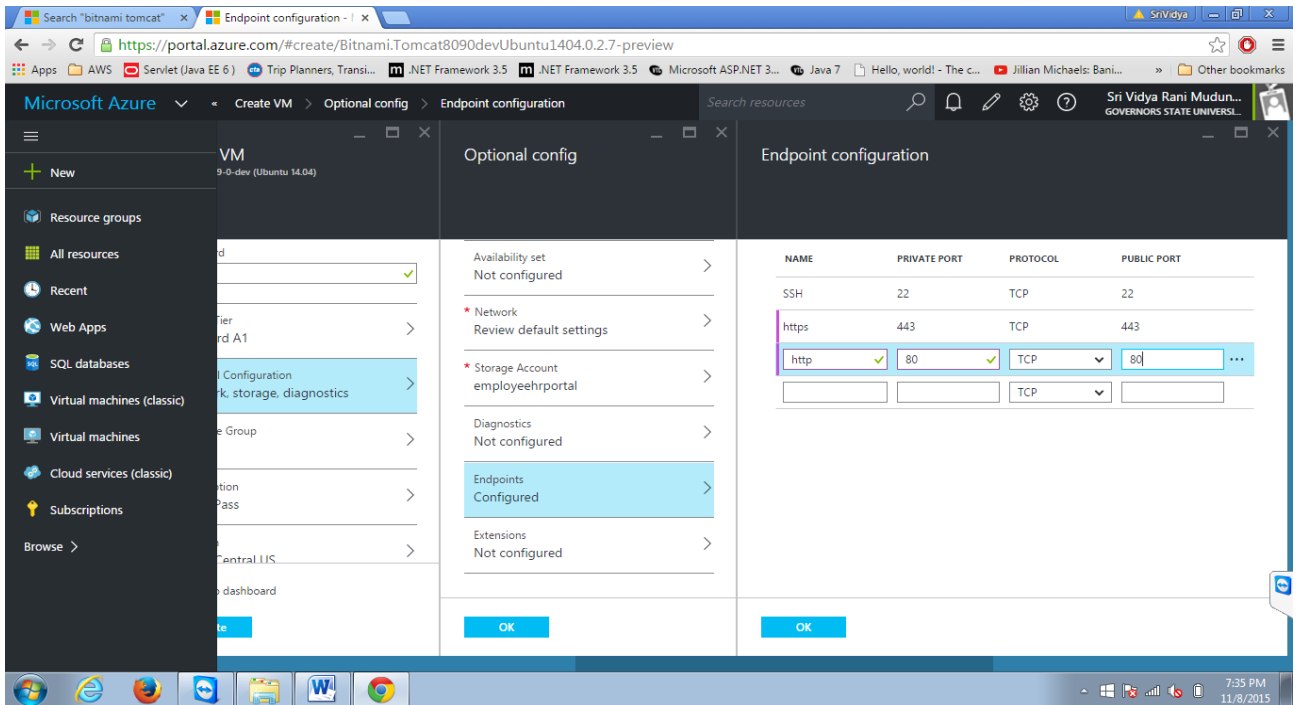 Search "bitnami tomcat"
Endpoint configuration -
SriVidya
https://portal.azure.com/#create/Bitnami.Tomcat8090devUbuntu1404.0.2.7-preview
Apps AWS Servlet (Java EE 6) Trip Planners, Transi... .NET Framework 3.5 .NET Framework 3.5 Microsoft ASP.NET 3... Java 7 Hello, world! - The c... Jillian Michaels: Bani... » Other bookmarks
Microsoft Azure « Create VM > Optional config > Endpoint configuration
Search resources
Sri Vidya Rani Mudun...
GOVERNORS STATE UNIVERSI...
New
Resource groups
All resources
Recent
Web Apps
SQL databases
Virtual machines (classic)
Virtual machines
Cloud services (classic)
Subscriptions
Browse >
VM
9-0-dev (Ubuntu 14.04)
rd
Tier
rd A1
l Configuration
rk, storage, diagnostics
e Group
ption
Pass
Central US
o dashboard
te
Optional config
Availability set
Not configured
* Network
Review default settings
* Storage Account
employeehrportal
Diagnostics
Not configured
Endpoints
Configured
Extensions
Not configured
OK
Endpoint configuration
NAME PRIVATE PORT PROTOCOL PUBLIC PORT
SSH 22 TCP 22
https 443 TCP 443
http 80 TCP 80 ...
TCP
OK
7:35 PM
11/8/2015